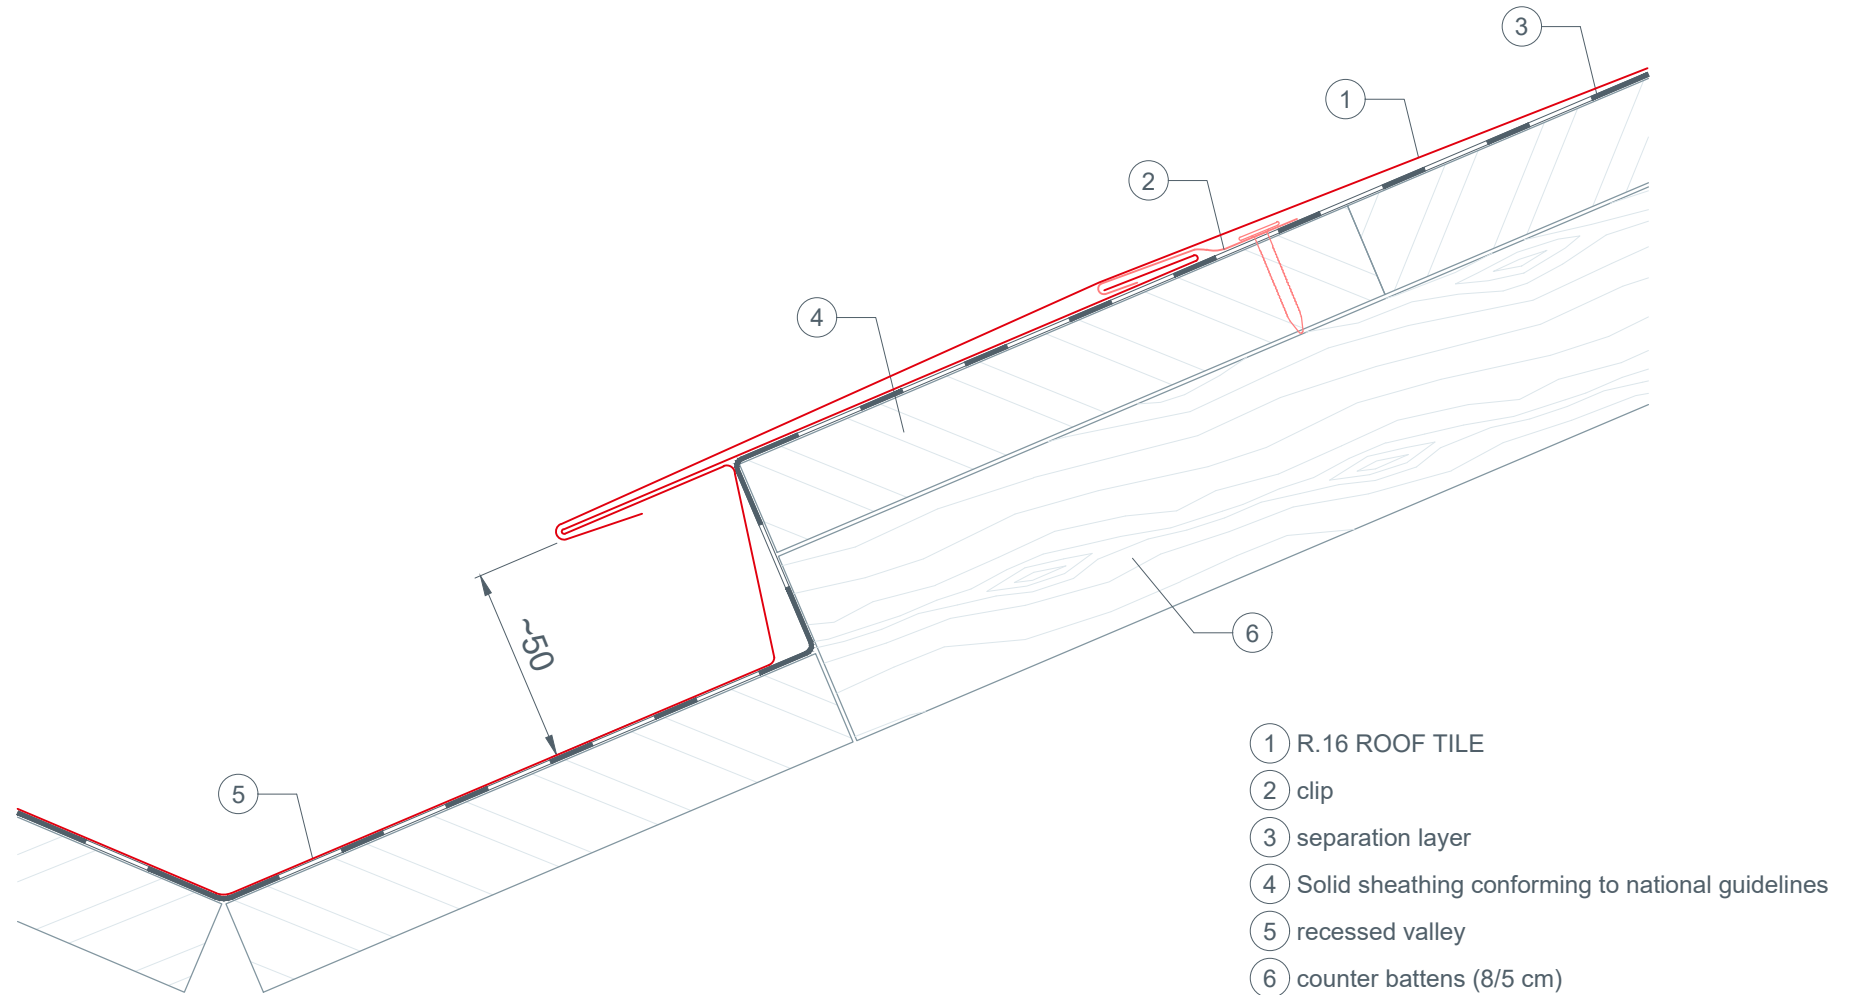 3
1
2
4
~50
6
5
1 R.16 ROOF TILE
2 clip
3 separation layer
4 Solid sheathing conforming to national guidelines
5 recessed valley
6 counter battens (8/5 cm)